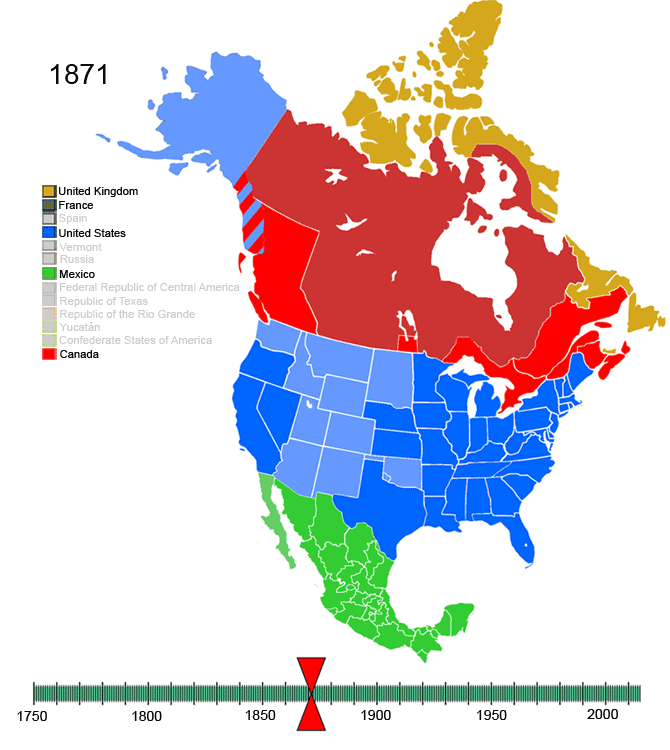 1871
United Kingdom
France
Spain
United States
Vermont
Russia
Mexico
Federal Republic of Central America
Republic of Texas
Republic of the Rio Grande
Yucatán
Confederate States of America
Canada
1750 1800 1850 1900 1950 2000